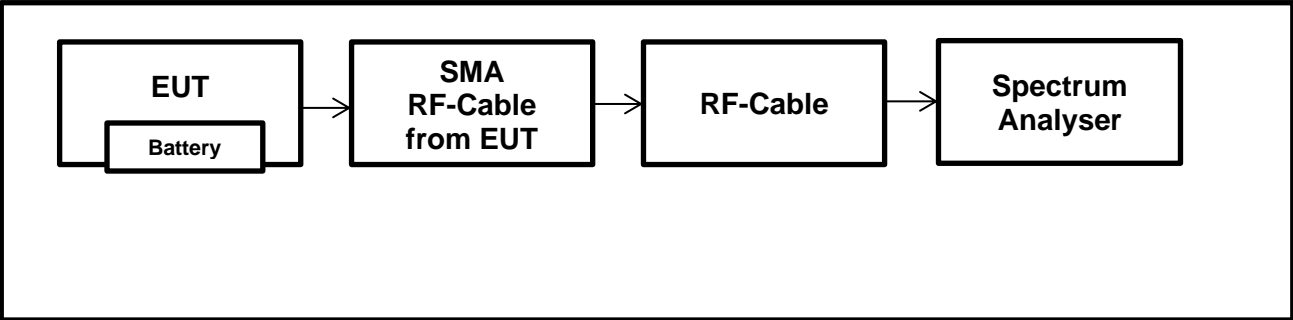 EUT
Battery
SMA
RF-Cable
from EUT
RF-Cable
Spectrum
Analyser